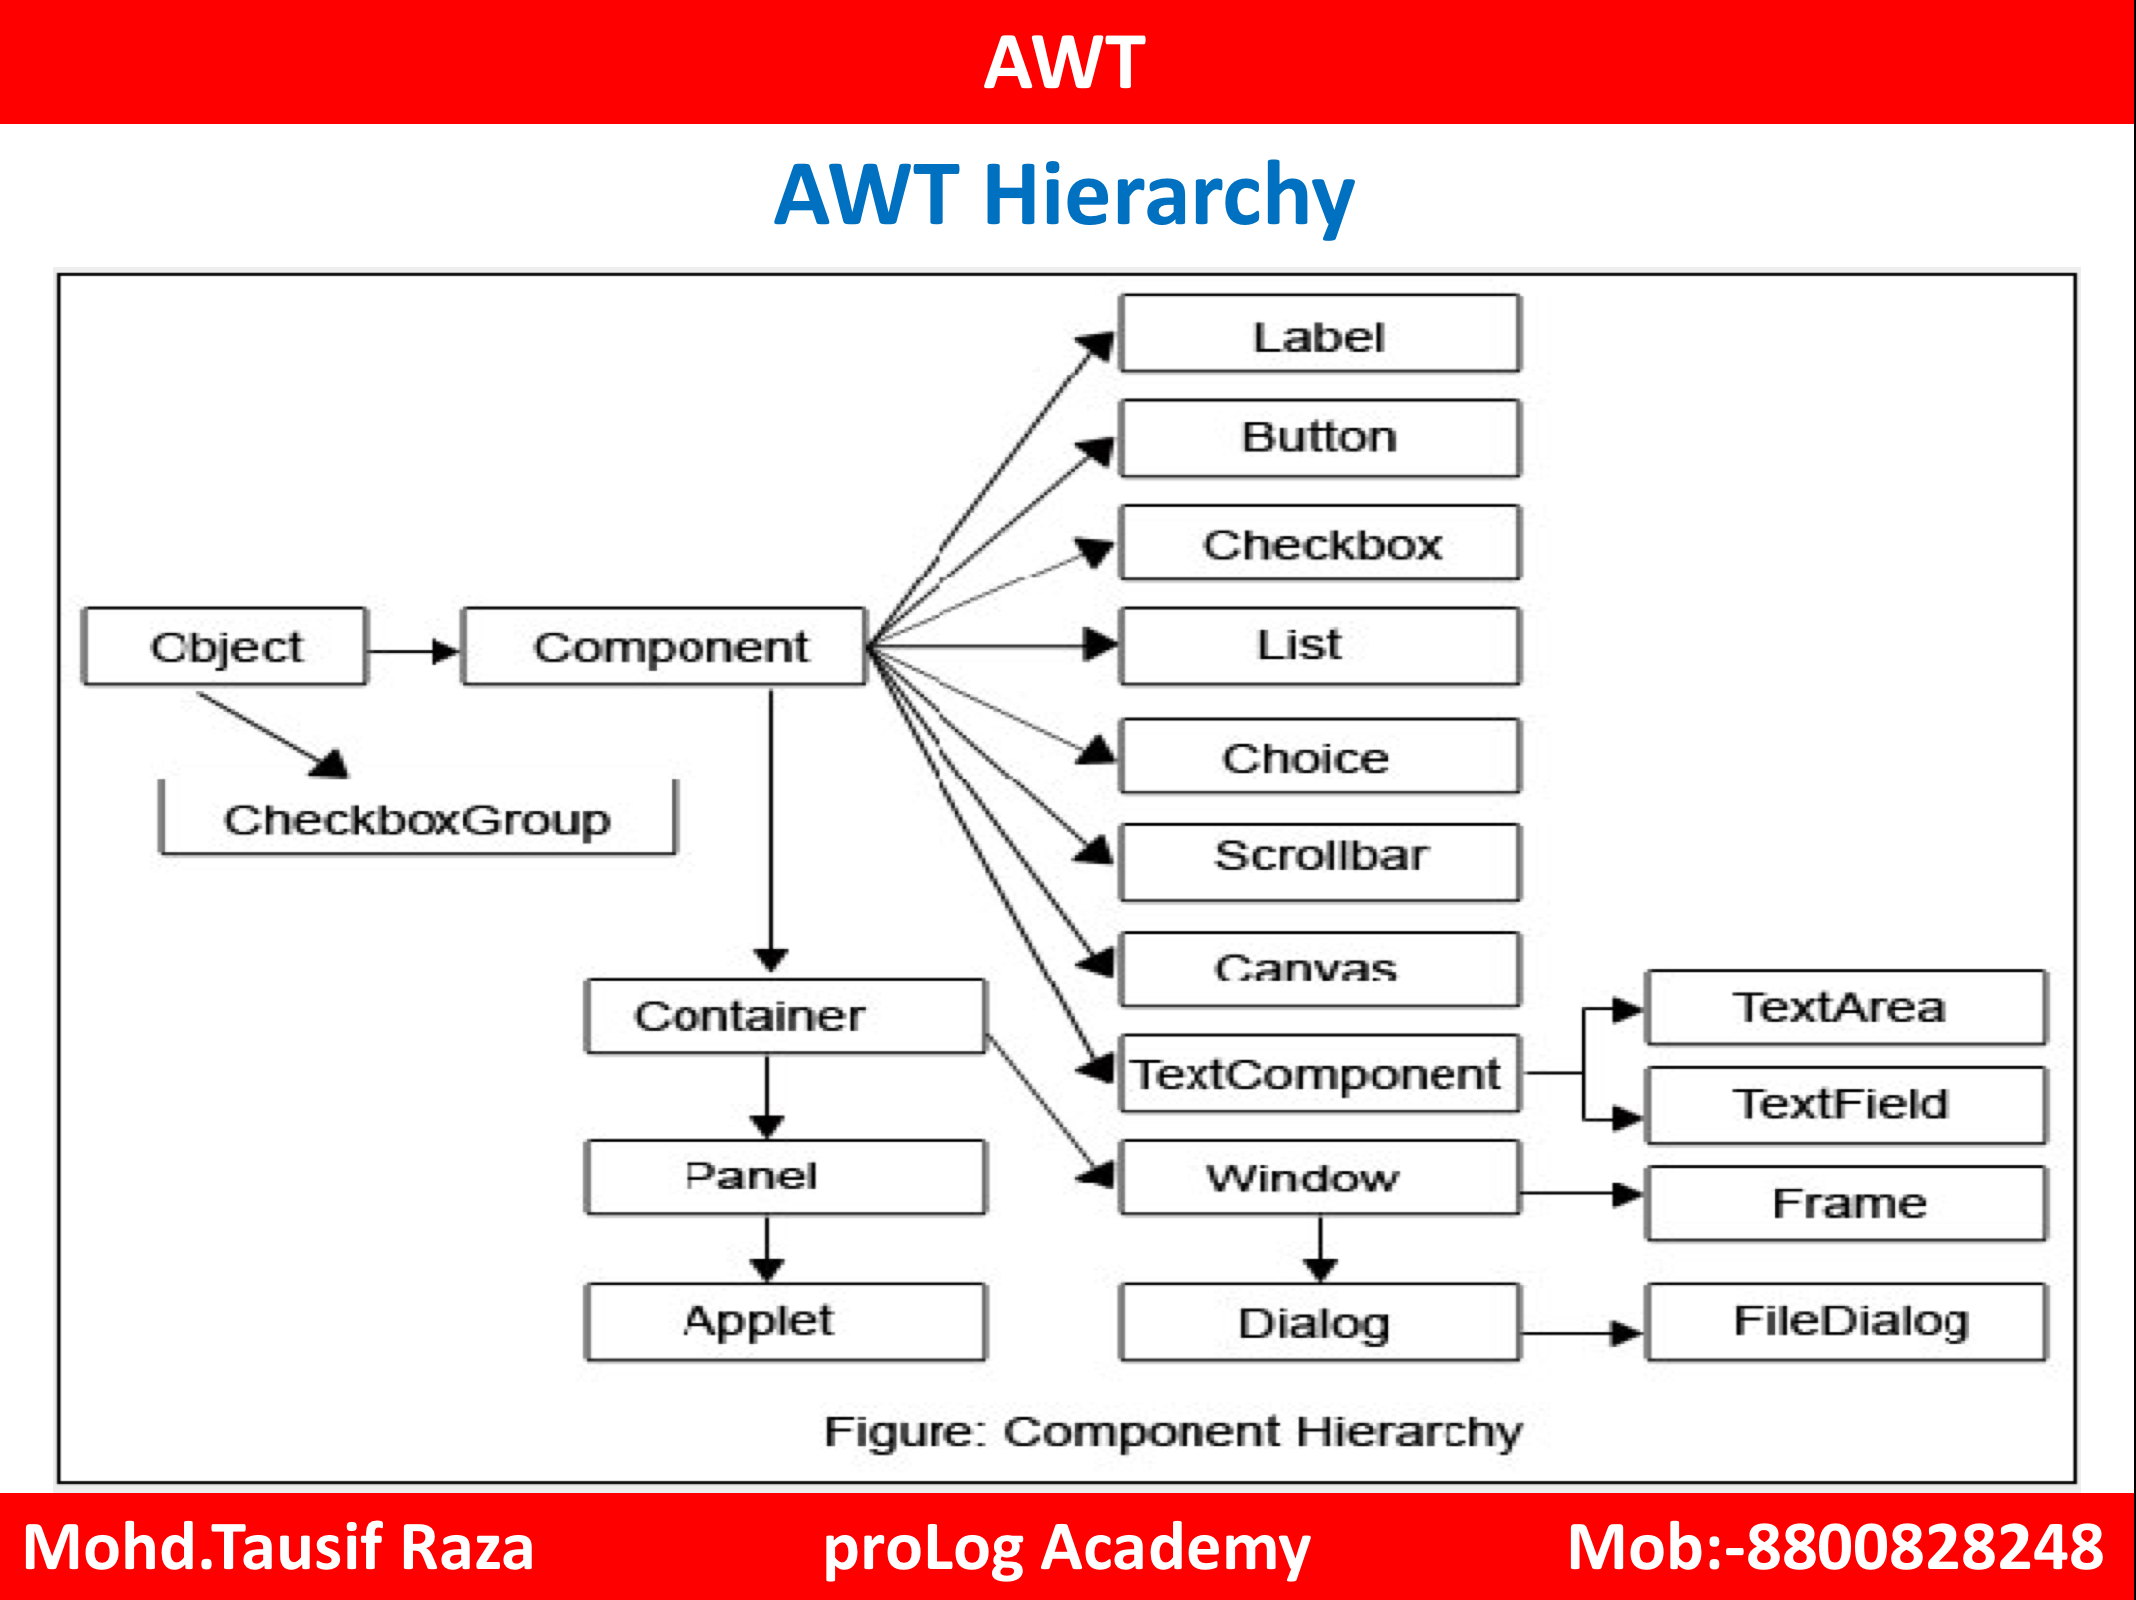 AWT
AWT Hierarchy
Label
Button
Checkbox
Object
Component
List
Choice
CheckboxGroup
Scrollbar
Canvas
Container
TextComponent
TextArea
TextField
Panel
Window
Frame
Applet
Dialog
FileDialog
Figure: Component Hierarchy
Mohd.Tausif Raza proLog Academy Mob:-8800828248